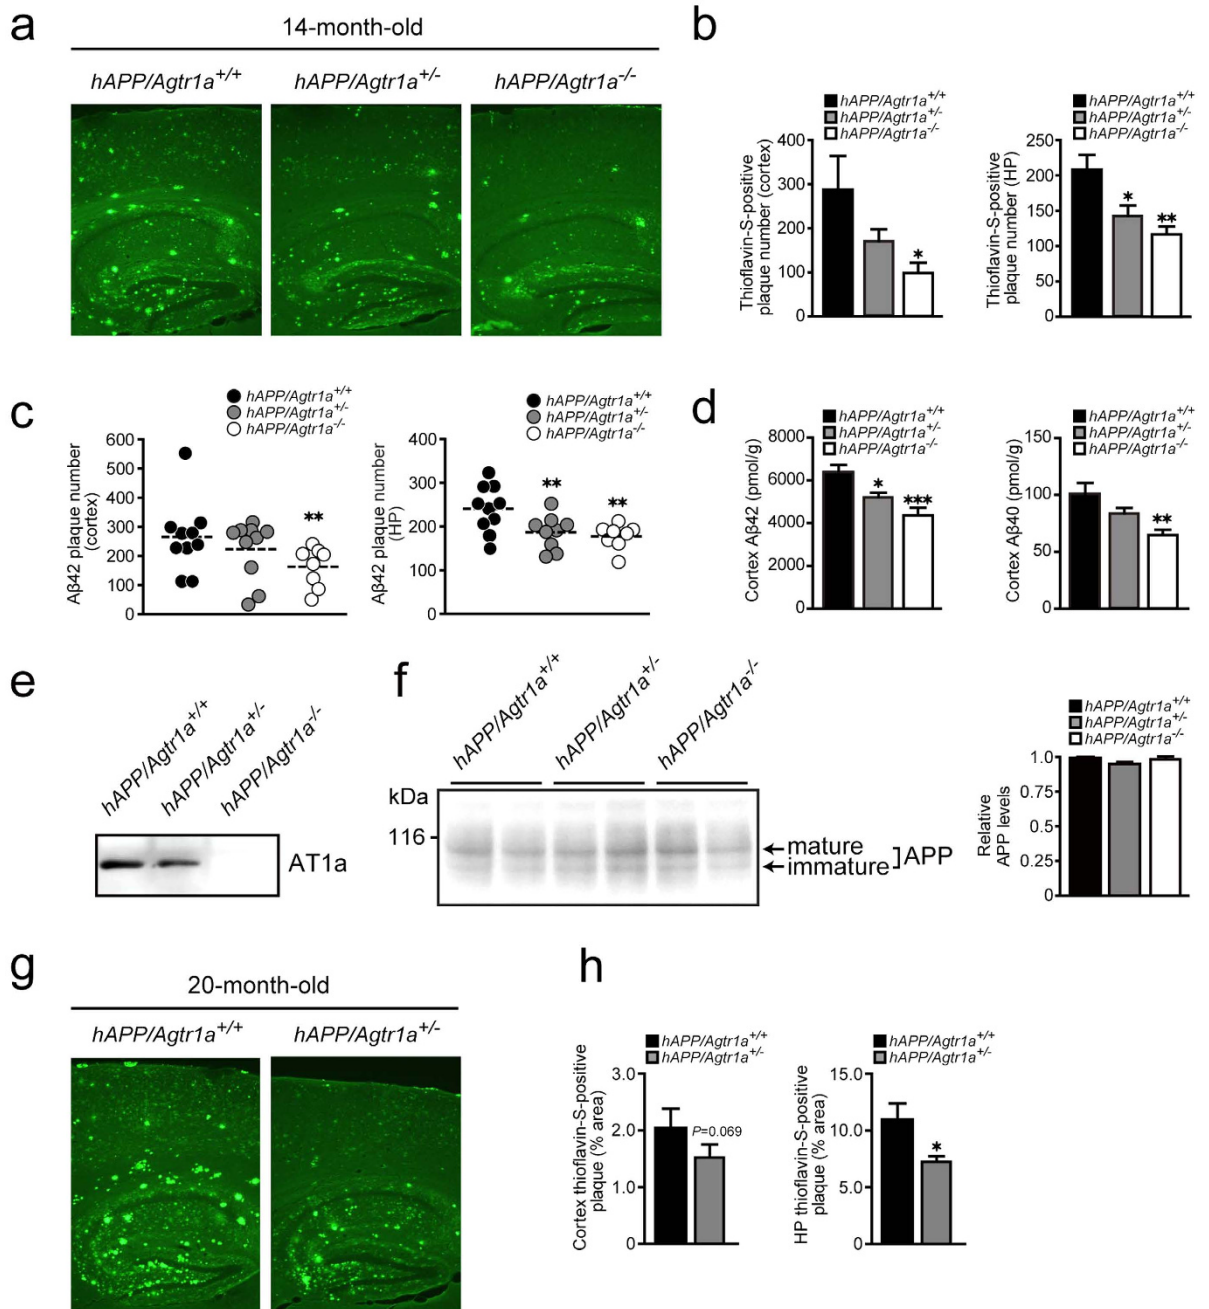 a
14-month-old
hAPP/Agtr1a+/+
hAPP/Agtr1a+/-
hAPP/Agtr1a-/-
b
hAPP/Agtr1a+/+
hAPP/Agtr1a+/-
hAPP/Agtr1a-/-
Thioflavin-S-positive
plaque number (cortex)
400
300
200
100
0
*
hAPP/Agtr1a+/+
hAPP/Agtr1a+/-
hAPP/Agtr1a-/-
Thioflavin-S-positive
plaque number (HP)
250
200
150
100
50
0
*
**
c
hAPP/Agtr1a+/+
hAPP/Agtr1a+/-
hAPP/Agtr1a-/-
Aβ42 plaque number
(cortex)
600
500
400
300
200
100
0
**
hAPP/Agtr1a+/+
hAPP/Agtr1a+/-
hAPP/Agtr1a-/-
Aβ42 plaque number
(HP)
400
300
200
100
0
**
**
d
hAPP/Agtr1a+/+
hAPP/Agtr1a+/-
hAPP/Agtr1a-/-
Cortex Aβ42 (pmol/g)
8000
6000
4000
2000
0
*
***
hAPP/Agtr1a+/+
hAPP/Agtr1a+/-
hAPP/Agtr1a-/-
Cortex Aβ40 (pmol/g)
150
100
50
0
**
e
hAPP/Agtr1a+/+
hAPP/Agtr1a+/-
hAPP/Agtr1a-/-
AT1a
f
hAPP/Agtr1a+/+
hAPP/Agtr1a+/-
hAPP/Agtr1a-/-
kDa
116
mature
immature
APP
hAPP/Agtr1a+/+
hAPP/Agtr1a+/-
hAPP/Agtr1a-/-
Relative
APP levels
1.0
0.75
0.5
0.25
0
g
20-month-old
hAPP/Agtr1a+/+
hAPP/Agtr1a+/-
h
hAPP/Agtr1a+/+
hAPP/Agtr1a+/-
Cortex thioflavin-S-positive
plaque (% area)
3.0
2.0
1.0
0
P=0.069
hAPP/Agtr1a+/+
hAPP/Agtr1a+/-
HP thioflavin-S-positive
plaque (% area)
15.0
10.0
5.0
0
*